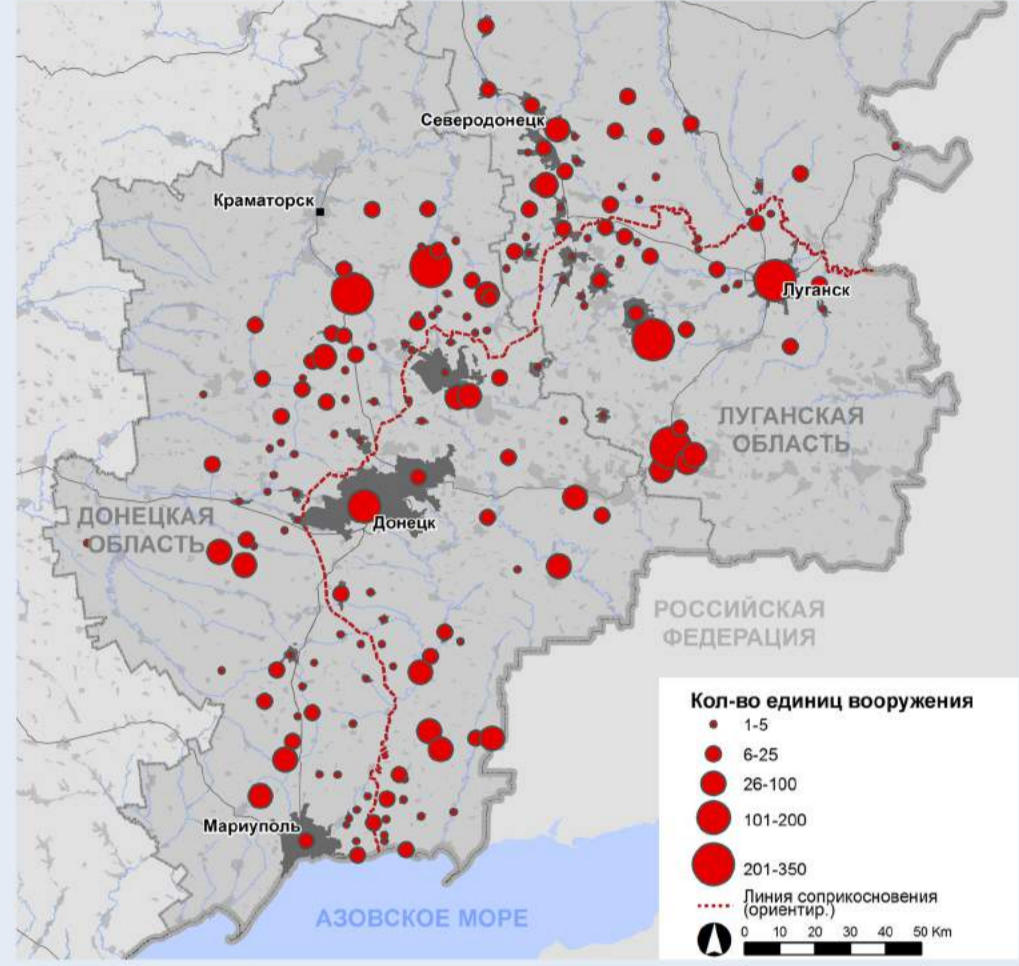 Северодонецк
Краматорск
Луганск
ЛУГАНСКАЯ
ОБЛАСТЬ
ДОНЕЦКАЯ
ОБЛАСТЬ
Донецк
РОССИЙСКАЯ
ФЕДЕРАЦИЯ
Мариуполь
АЗОВСКОЕ МОРЕ
Кол-во единиц вооружения
1-5
6-25
26-100
101-200
201-350
Линия соприкосновения
(ориентир.)
0 10 20 30 40 50 Km